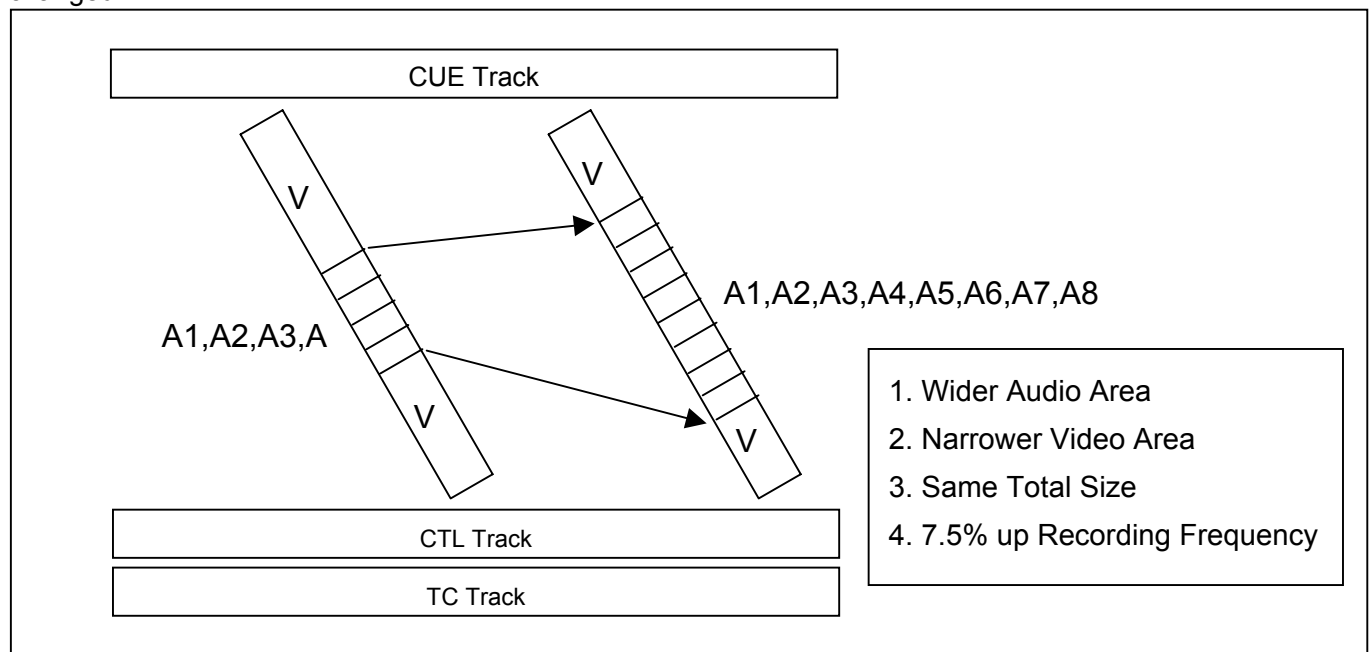 CUE Track
V
V
A1,A2,A3,A4,A5,A6,A7,A8
A1,A2,A3,A
V
V
1. Wider Audio Area
2. Narrower Video Area
3. Same Total Size
4. 7.5% up Recording Frequency
CTL Track
TC Track